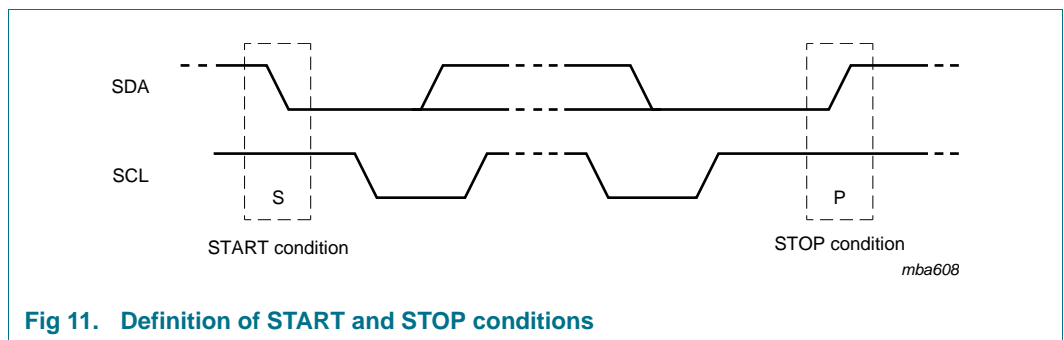 SDA
SCL
S
P
START condition
STOP condition
mba608
Fig 11. Definition of START and STOP conditions